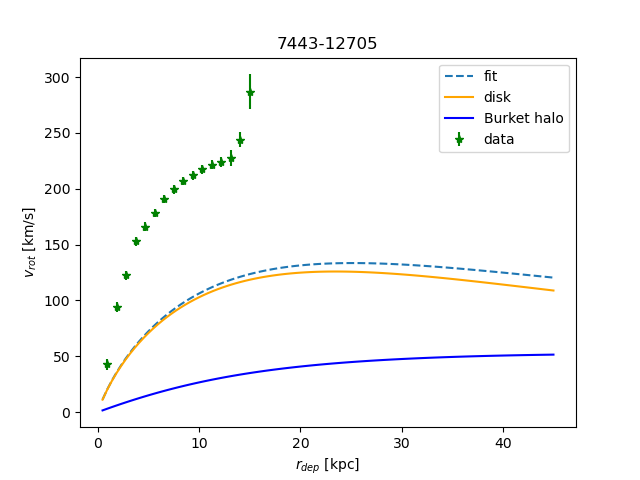 7443-12705
300
250
200
150
100
50
0
v_rot [km/s]
fit
disk
Burket halo
data
0 10 20 30 40
r_dep [kpc]